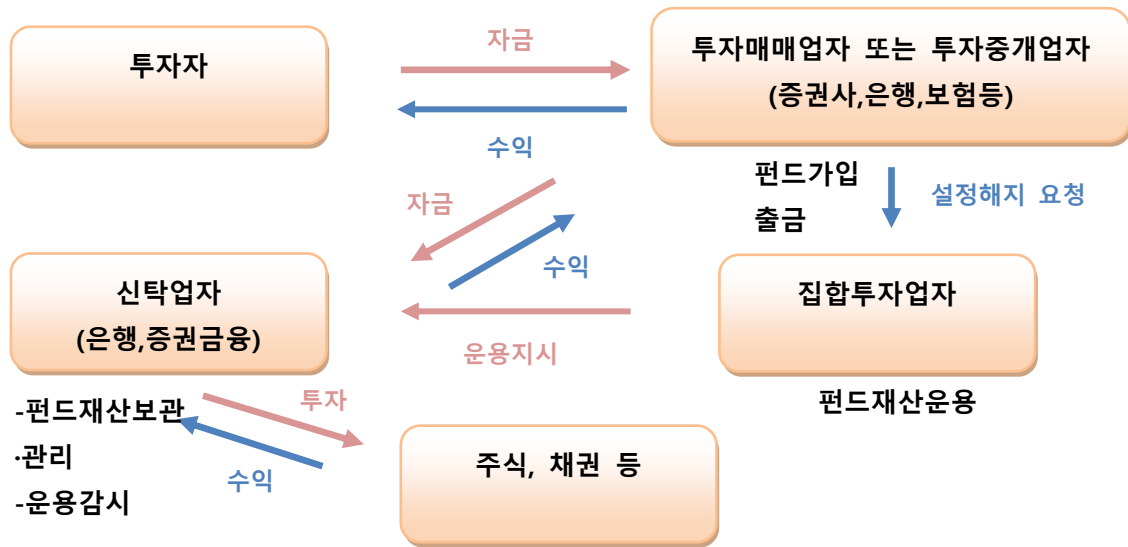 투자자
자금
수익
투자매매업자 또는 투자중개업자
(증권사,은행,보험등)
펀드가입
출금
설정해지 요청
자금
수익
신탁업자
(은행,증권금융)
집합투자업자
운용지시
펀드재산운용
-펀드재산보관
·관리
-운용감시
투자
수익
주식, 채권 등